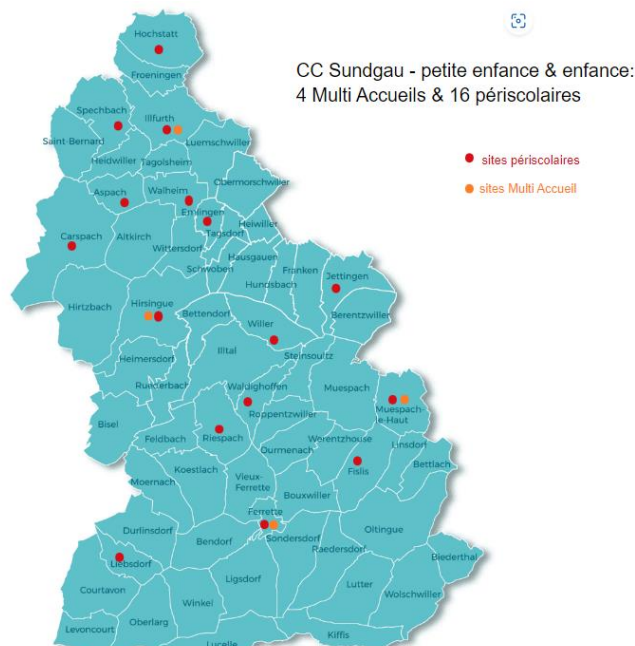 Hochstatt
Froeningen
CC Sundgau - petite enfance & enfance:
4 Multi Accueils & 16 périscolaires
Spechbach
Illfurth
Saint-Bernard
Luemschwiller
Heidwiller
Tagolsheim
sites périscolaires
Obermorschwiller
sites Multi Accueil
Aspach
Walheim
Emlingen
Heiwiller
Tagsdorf
Carspach
Altkirch
Wittersdorf
Hausgauen
Schwoben
Franken
Jettingen
Hundsbach
Hirtzbach
Hirsingue
Bettendorf
Berentzwiller
Willer
Illtal
Steinsoultz
Heimersdorf
Waldighoffen
Muespach
Ruederbach
Roppentzwiller
Muespach-
le-Haut
Bisel
Riespach
Werentzhouse
Feldbach
Linsdorf
Durmenach
Bettlach
Koestlach
Fislis
Moernach
Vieux-
Ferrette
Bouxwiller
Ferrette
Durlinsdorf
Oltingue
Bendorf
Sondersdorf
Raedersdorf
Biederthal
Liebsdorf
Ligsdorf
Courtavon
Lutter
Wolschwiller
Winkel
Levoncourt
Oberlarg
Kiffis
Lucelle